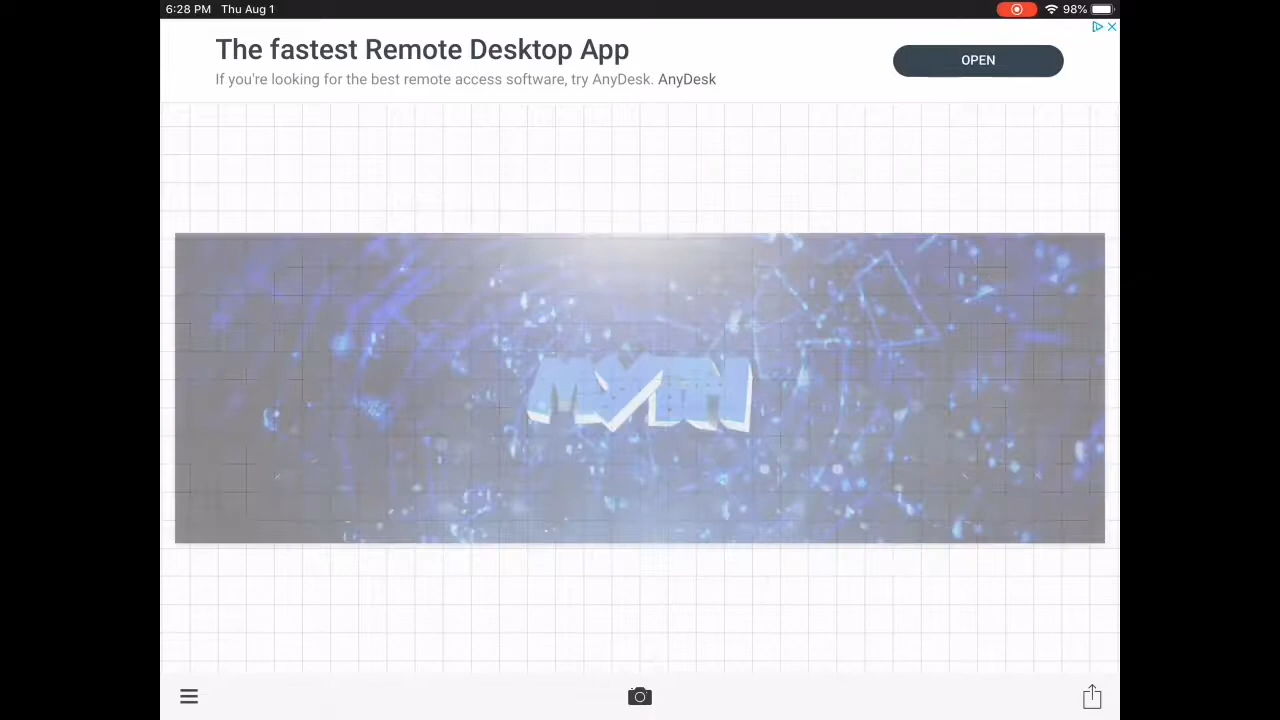 6:28 PM Thu Aug 1
98%
The fastest Remote Desktop App
If you're looking for the best remote access software, try AnyDesk. AnyDesk
OPEN
MYTH